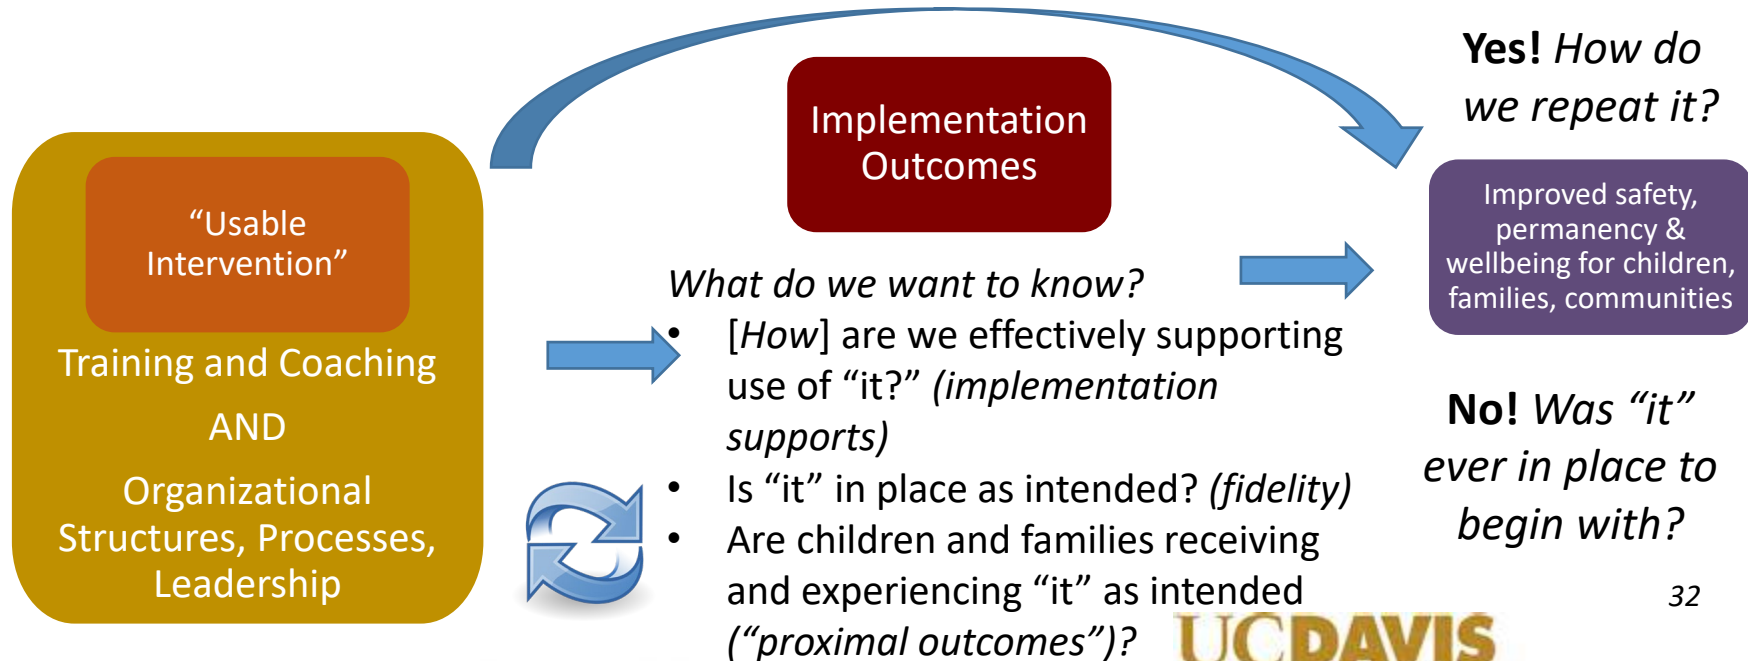 “Usable
Intervention”
Training and Coaching
AND
Organizational
Structures, Processes,
Leadership
Implementation
Outcomes
What do we want to know?
• [How] are we effectively supporting
use of “it?” (implementation
supports)
• Is “it” in place as intended? (fidelity)
• Are children and families receiving
and experiencing “it” as intended
(“proximal outcomes”)?
Yes! How do
we repeat it?
Improved safety,
permanency &
wellbeing for children,
families, communities
No! Was “it”
ever in place to
begin with?
32
UCDAVIS